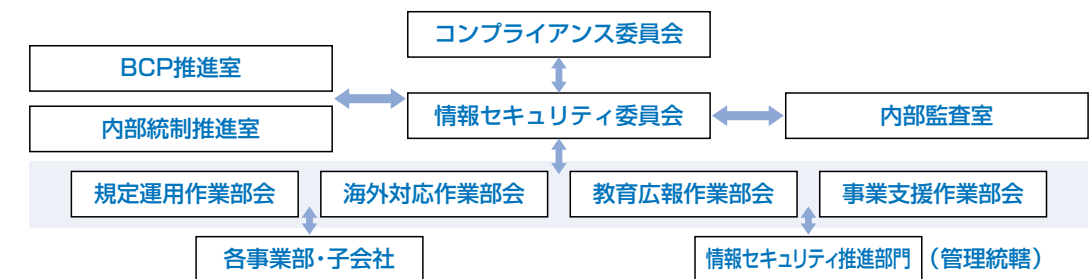 コンプライアンス委員会
BCP推進室
情報セキュリティ委員会
内部監査室
内部統制推進室
規定運用作業部会
海外対応作業部会
教育広報作業部会
事業支援作業部会
各事業部・子会社
情報セキュリティ推進部門
（管理統轄）